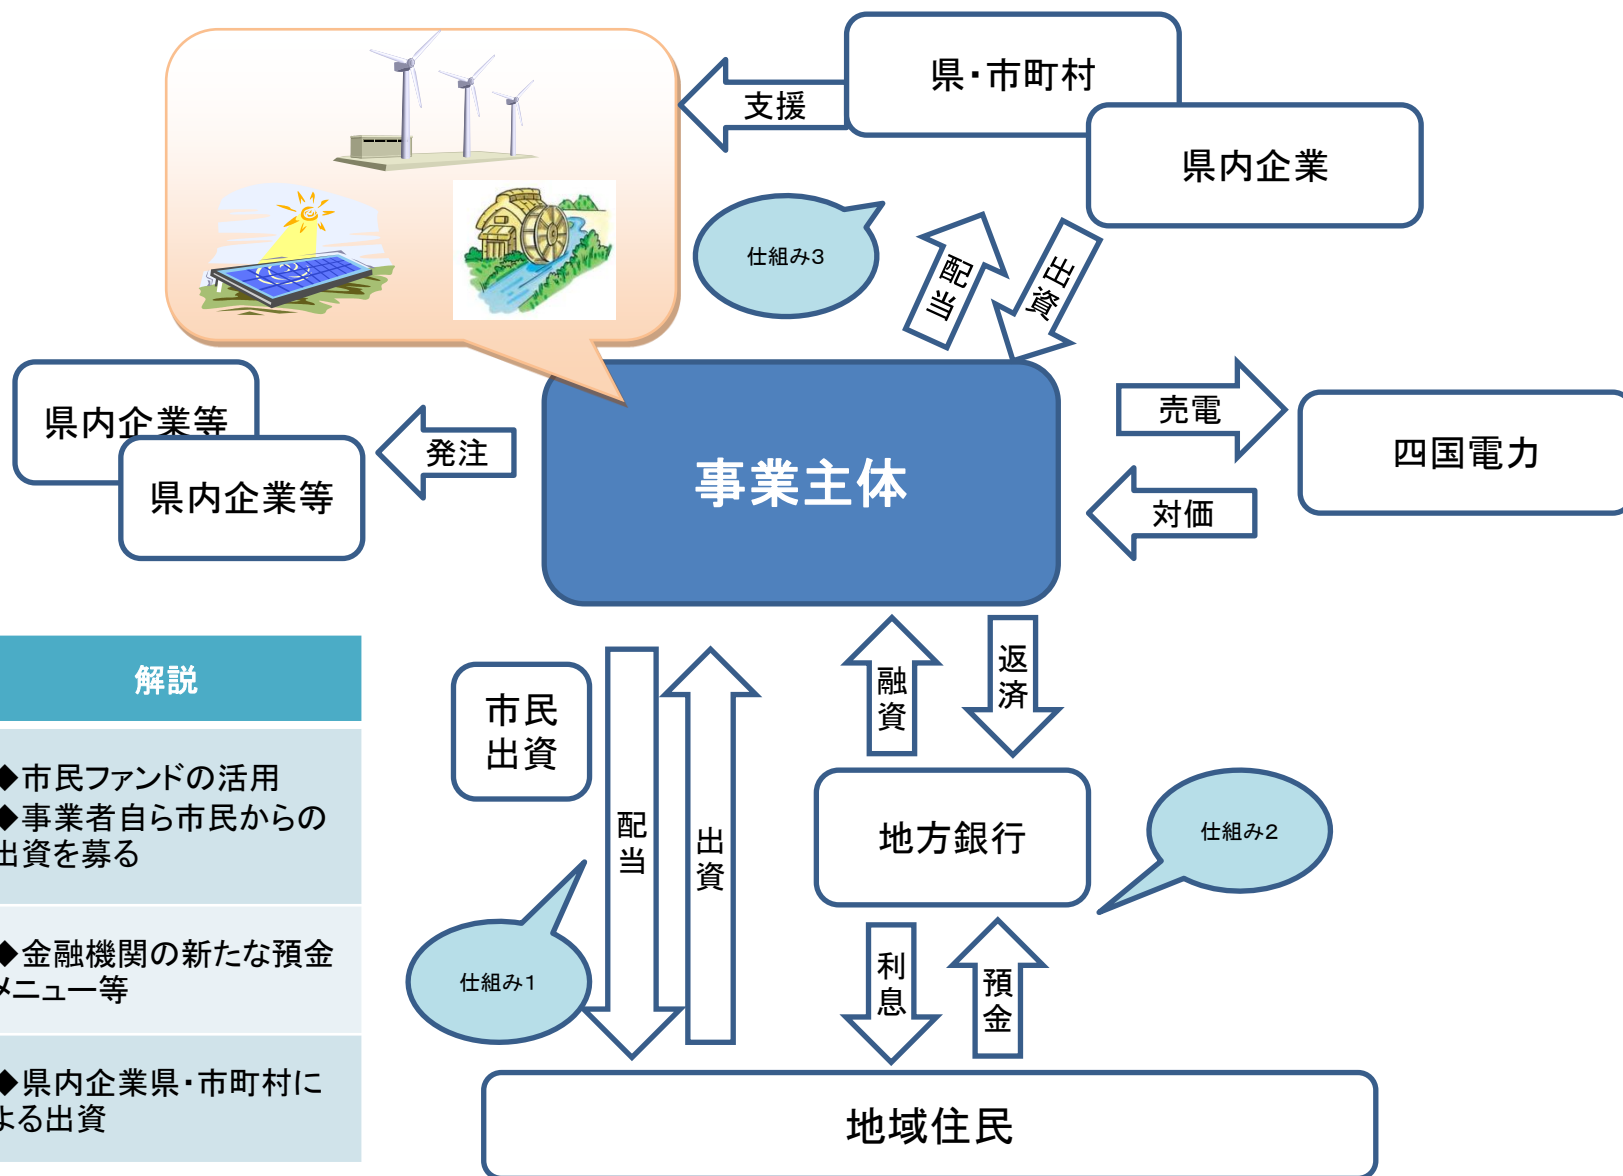 県・市町村
支援
県内企業
仕組み3
配当
出資
県内企業等
県内企業等
発注
事業主体
売電
対価
四国電力
解説
◆市民ファンドの活用
◆事業者自ら市民からの
出資を募る
◆金融機関の新たな預金
メニュー等
◆県内企業県・市町村に
よる出資
市民
出資
配当
出資
仕組み1
融資
返済
地方銀行
仕組み2
利息
預金
地域住民